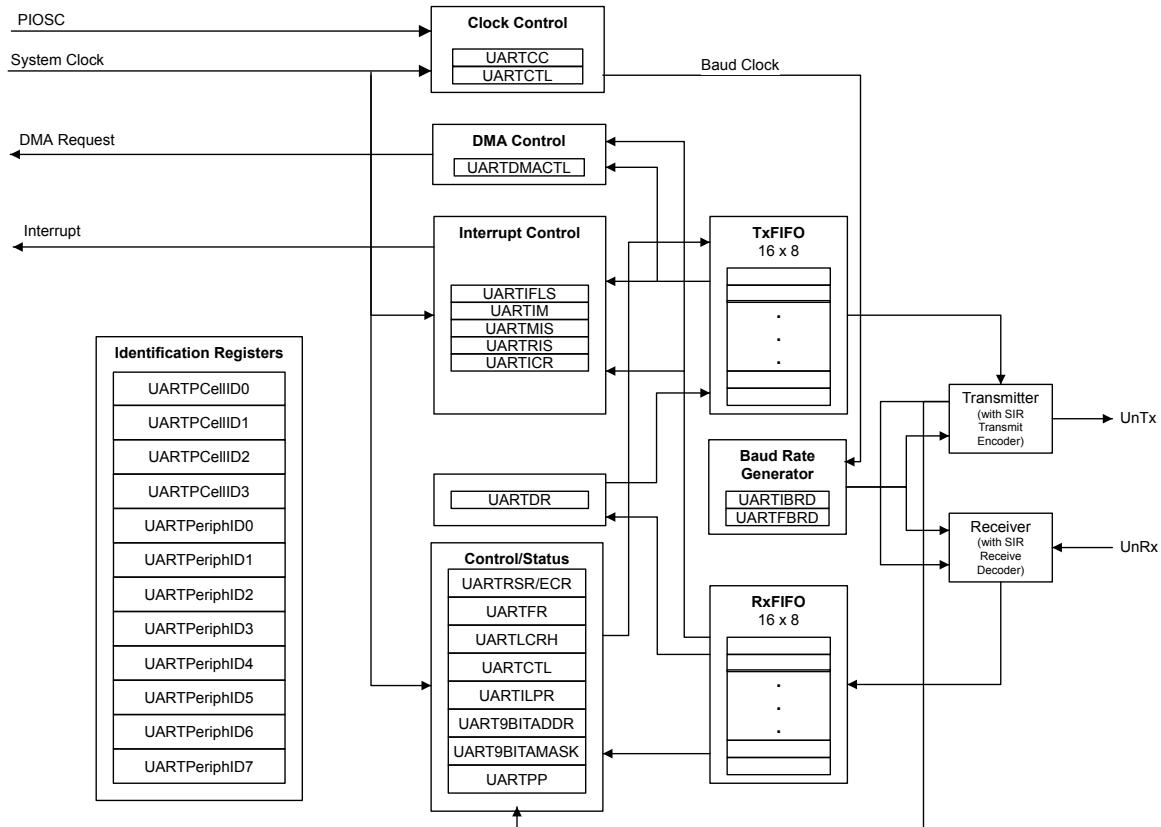 PIOSC
System Clock
DMA Request
Interrupt
Clock Control
UARTCC
UARTCTL
Baud Clock
DMA Control
UARTDMACTL
Interrupt Control
UARTIFLS
UARTIM
UARTMIS
UARTRIS
UARTICR
TxFIFO
16 x 8
.
.
.
Identification Registers
UARTPCellID0
UARTPCellID1
UARTPCellID2
UARTPCellID3
UARTPeriphID0
UARTPeriphID1
UARTPeriphID2
UARTPeriphID3
UARTPeriphID4
UARTPeriphID5
UARTPeriphID6
UARTPeriphID7
UARTDR
Baud Rate
Generator
UARTIBRD
UARTFBRD
Transmitter
(with SIR
Transmit
Encoder)
UnTx
Receiver
(with SIR
Receive
Decoder)
UnRx
Control/Status
UARTRSR/ECR
UARTFR
UARTLCRH
UARTCTL
UARTILPR
UART9BITADDR
UART9BITAMASK
UARTPP
RxFIFO
16 x 8
.
.
.